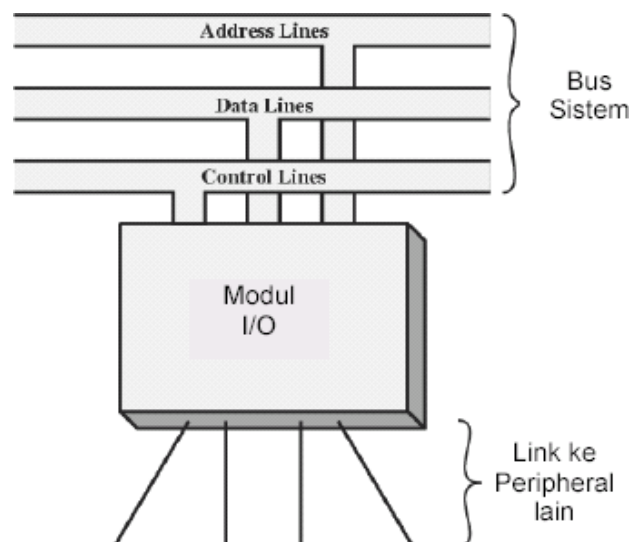 Address Lines
Data Lines
Control Lines
Bus
Sistem
Modul
I/O
Link ke
Peripheral
lain